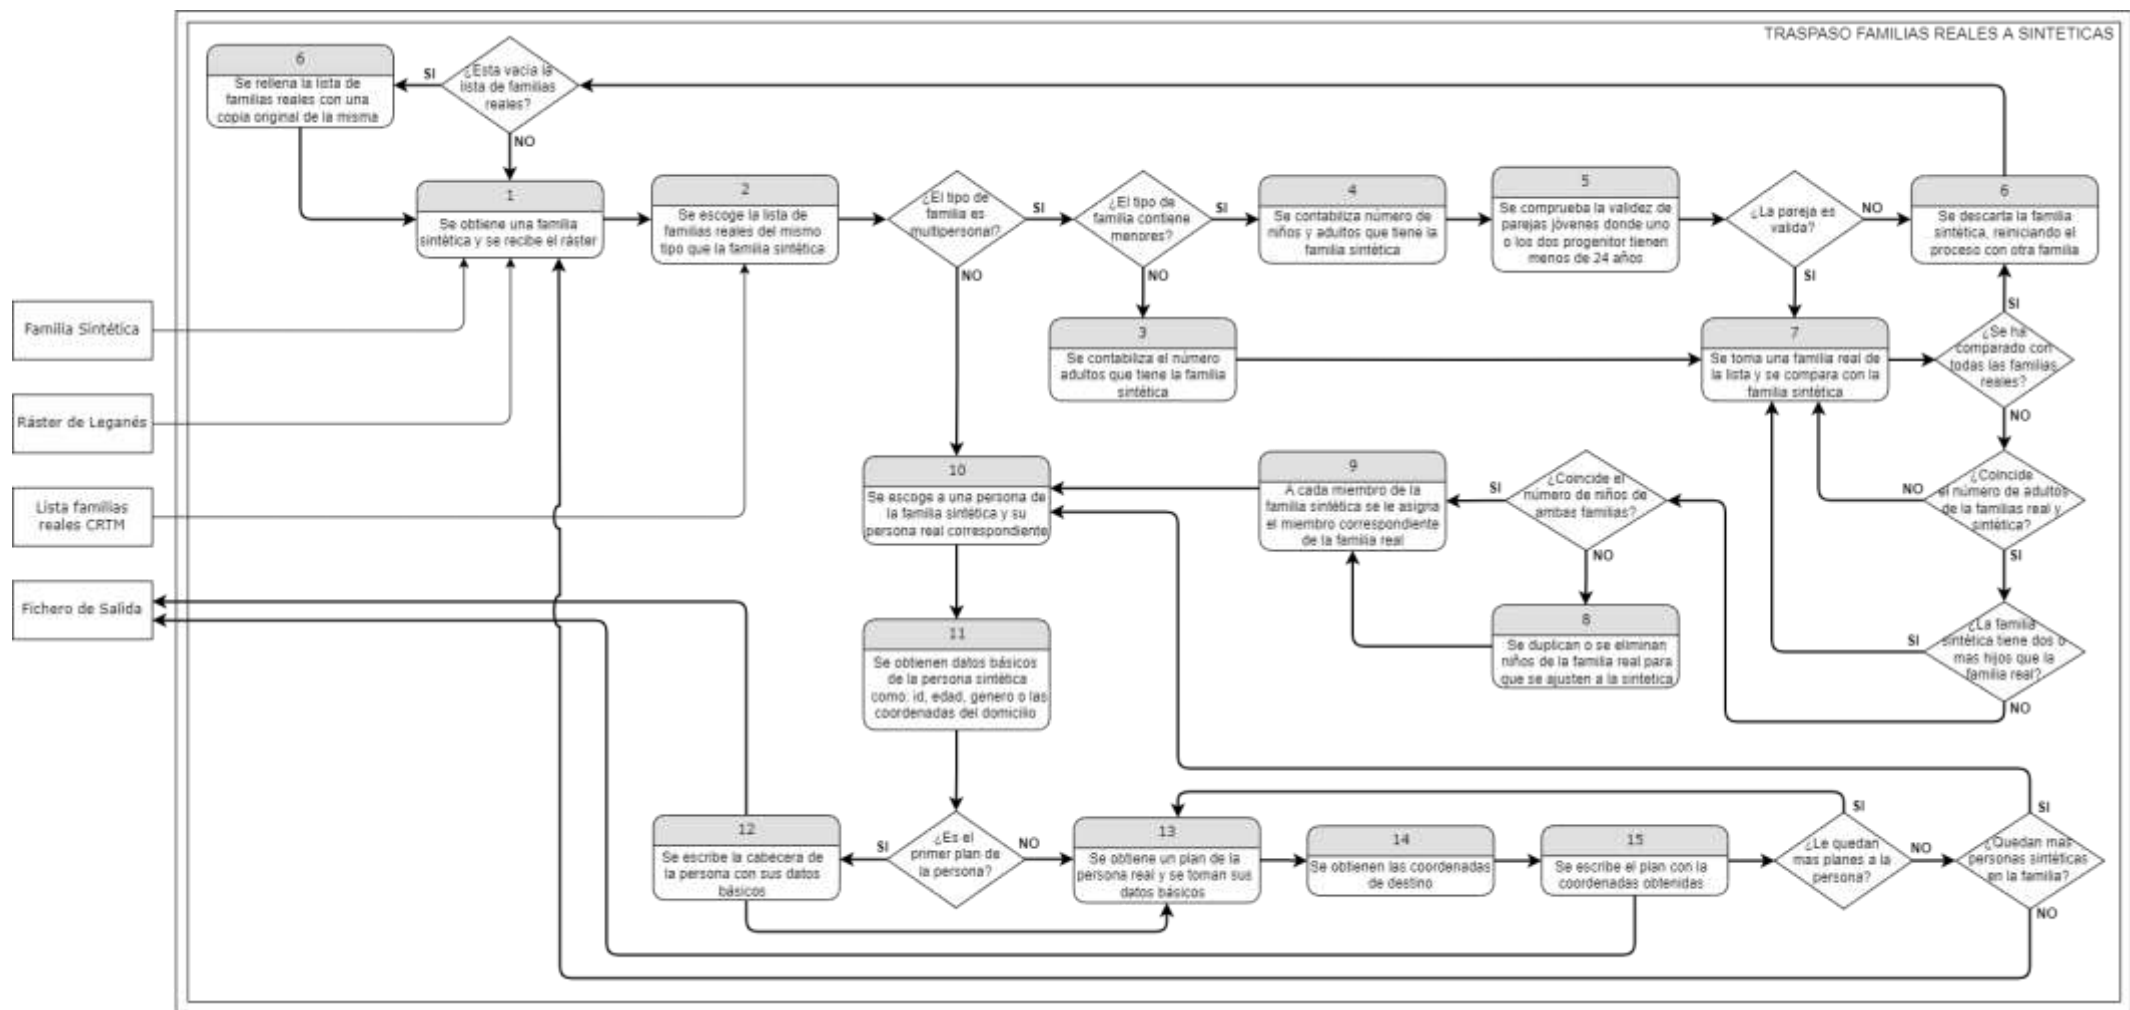 TRASPASO FAMILIAS REALES A SINTETICAS
6
Se rellena la lista de
familias reales con una
copia original de la misma
SI
¿Esta vacía la
lista de familias
reales?
NO
1
Se obtiene una familia
sintética y se recibe el ráster
2
Se escoge la lista de
familias reales del mismo
tipo que la familia sintética
¿El tipo de
familia es
multipersonal?
SI
NO
¿El tipo de
familia contiene
menores?
SI
NO
4
Se contabiliza número de
niños y adultos que tiene la
familia sintética
5
Se comprueba la validez de
parejas jóvenes donde uno
o los dos progenitor tienen
menos de 24 años
¿La pareja es
valida?
NO
SI
6
Se descarta la familia
sintética, reiniciando el
proceso con otra familia
Familia Sintética
Ráster de Leganés
Lista familias
reales CRTM
Fichero de Salida
3
Se contabiliza el número
adultos que tiene la familia
sintética
7
Se toma una familia real de
la lista y se compara con la
familia sintética
SI
¿Se ha
comparado con
todas las familias
reales?
NO
10
Se escoge a una persona de
la familia sintética y su
persona real correspondiente
9
A cada miembro de la
familia sintética se le asigna
el miembro correspondiente
de la familia real
SI
¿Coincide el
número de niños de
ambas familias?
NO
NO
¿Coincide
el número de adultos
de la familias real y
sintética?
SI
8
Se duplican o se eliminan
niños de la familia real para
que se ajusten a la sintetica
SI
¿La familia
sintética tiene dos o
mas hijos que la
familia real?
NO
11
Se obtienen datos básicos
de la persona sintética
como: id, edad, genero o las
coordenadas del domicilio
12
Se escribe la cabecera de
la persona con sus datos
básicos
SI
¿Es el
primer plan de
la persona?
NO
13
Se obtiene un plan de la
persona real y se toman sus
datos básicos
14
Se obtienen las coordenadas
de destino
15
Se escribe el plan con la
coordenadas obtenidas
SI
¿Le quedan
mas planes a la
persona?
NO
SI
¿Quedan mas
personas sintéticas
en la familia?
NO